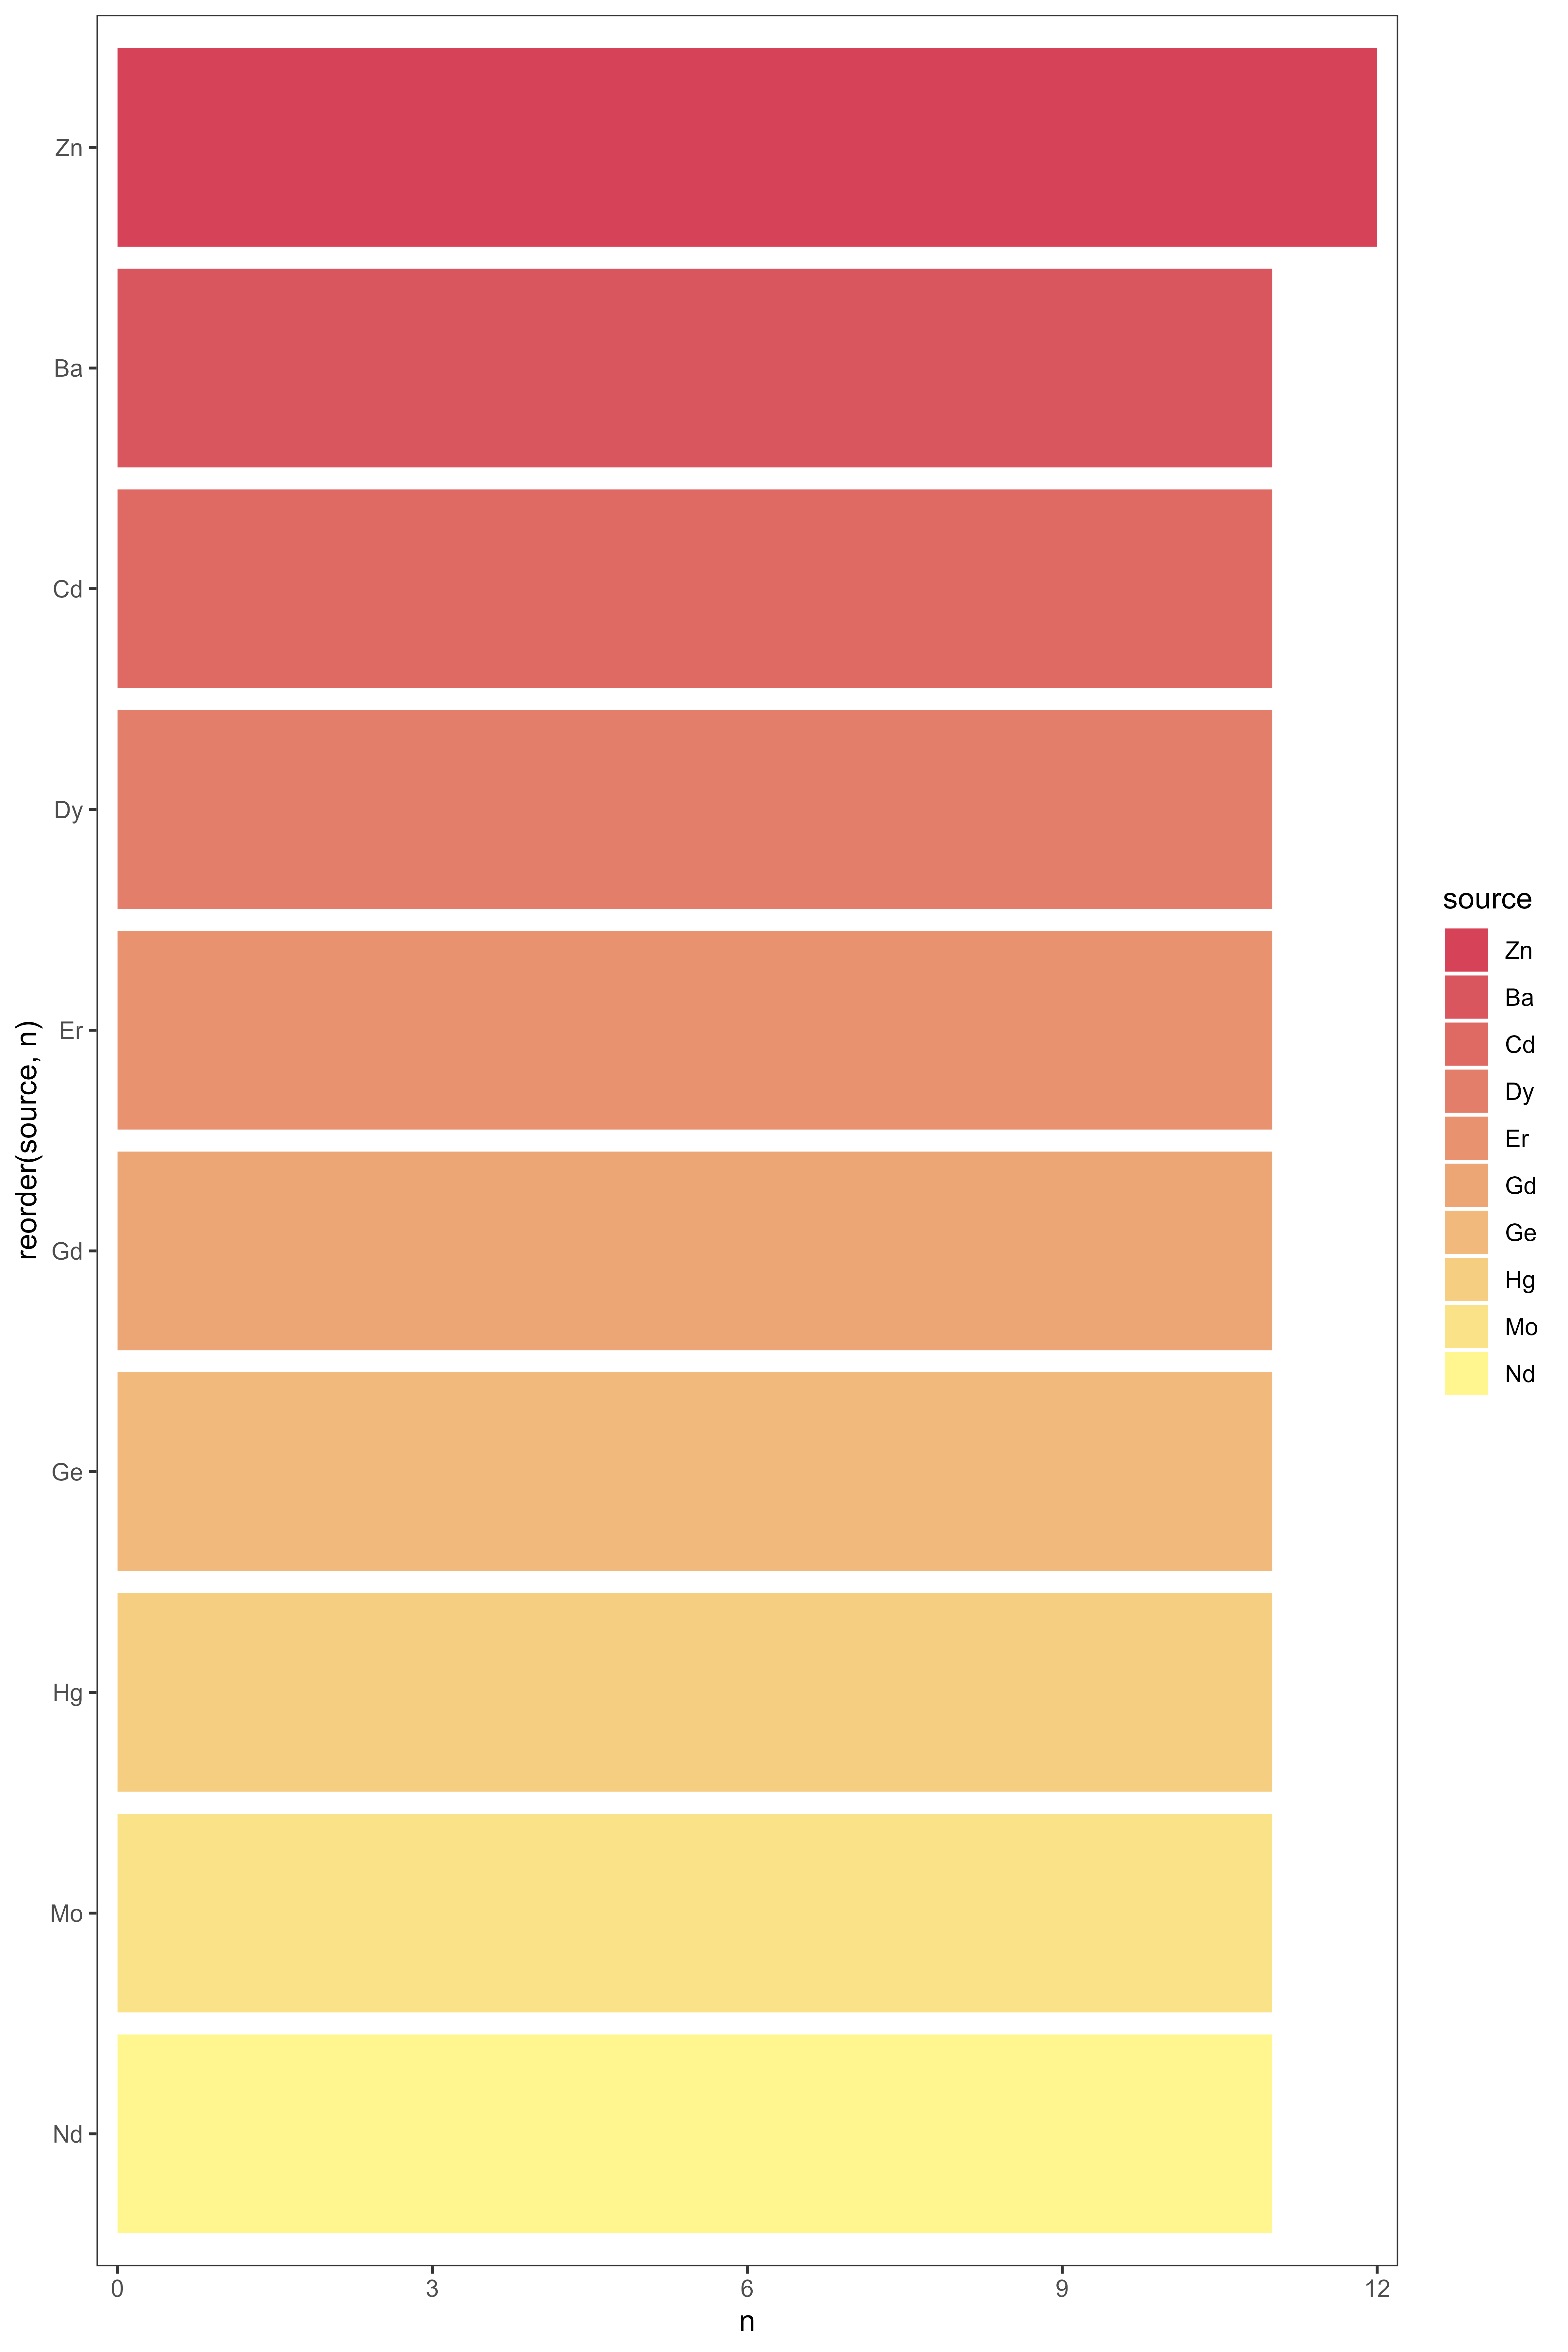 reorder(source, n)
Zn
Ba
Cd
Dy
Er
Gd
Ge
Hg
Mo
Nd
0 3 6 9 12
n
source
Zn
Ba
Cd
Dy
Er
Gd
Ge
Hg
Mo
Nd